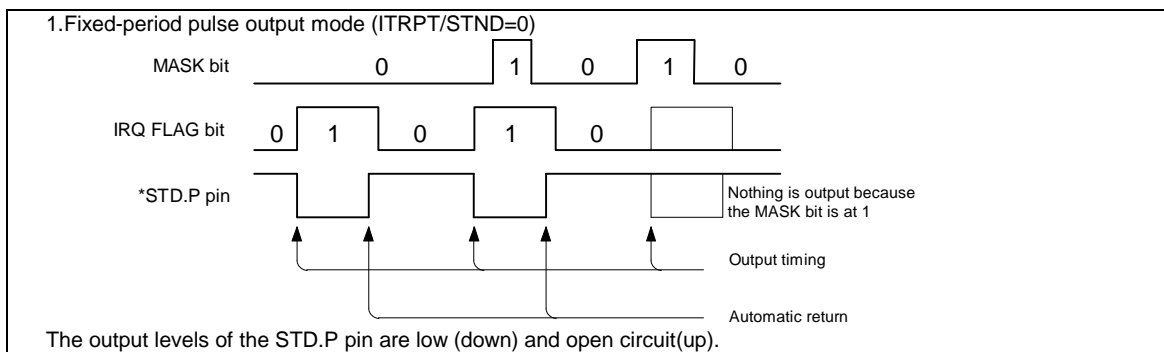 1.Fixed-period pulse output mode (ITRPT/STND=0)
MASK bit
0 1 0 1 0
IRQ FLAG bit
0 1 0 1 0
*STD.P pin
Nothing is output because
the MASK bit is at 1
Output timing
Automatic return
The output levels of the STD.P pin are low (down) and open circuit(up).